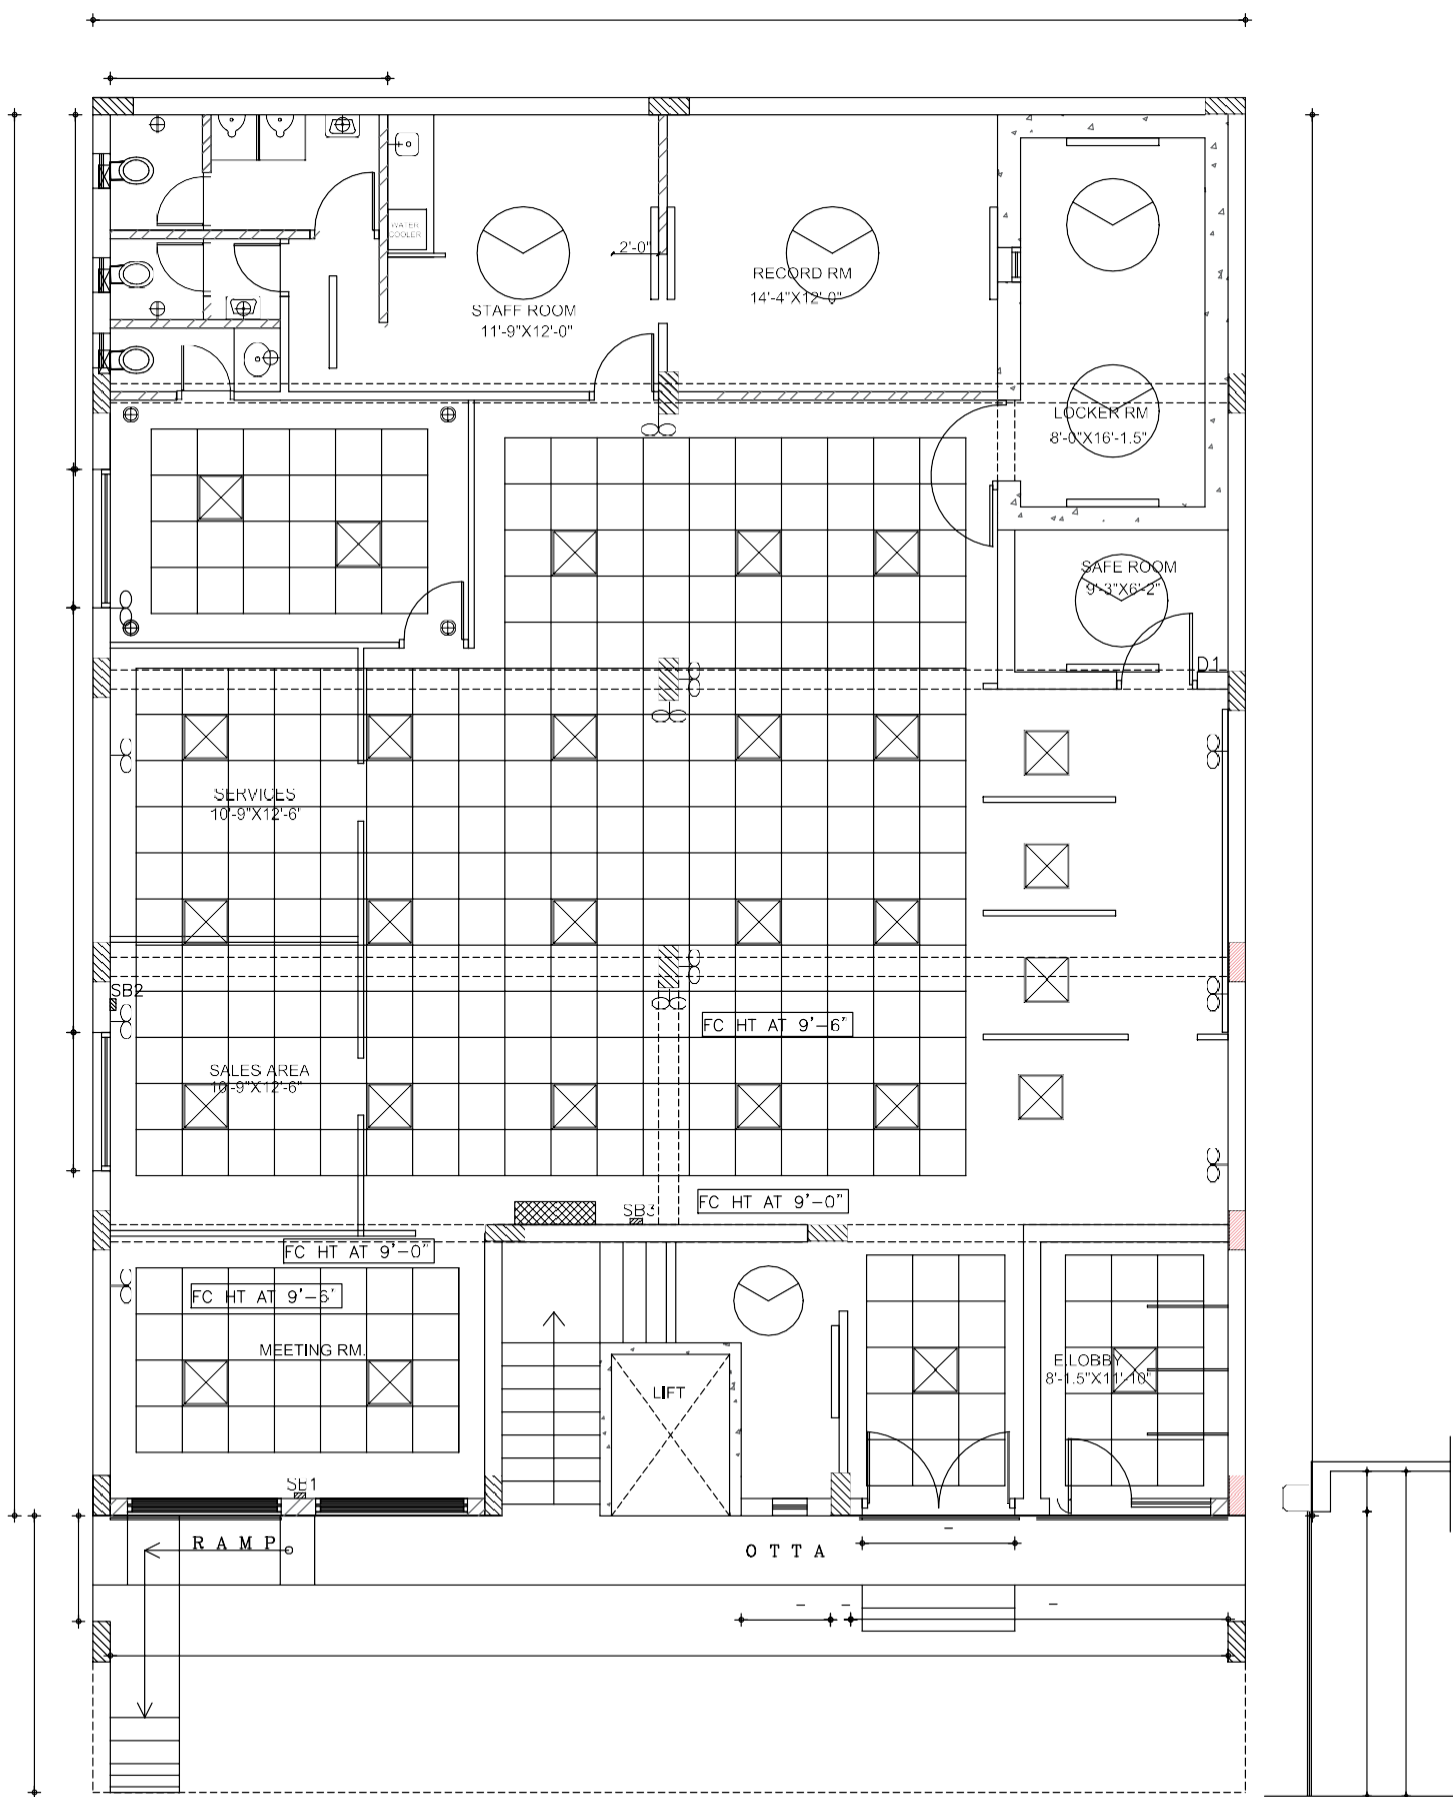 WATER
COOLER
2'-0"
RECORD RM
14'-4"X12'-0"
STAFF ROOM
11'-9"X12'-0"
LOCKER RM
8'-0"X16'-1.5"
SAFE ROOM
9'-3"X6'-2"
D1
SERVICES
10'-9"X12'-6"
SB2
FC HT AT 9'-6"
SALES AREA
10'-9"X12'-6"
FC HT AT 9'-0"
SB3
FC HT AT 9'-0"
FC HT AT 9'-6"
MEETING RM.
E.LOBBY
8'-1.5"X11'-10"
LIFT
SB1
RAMP
OTTA